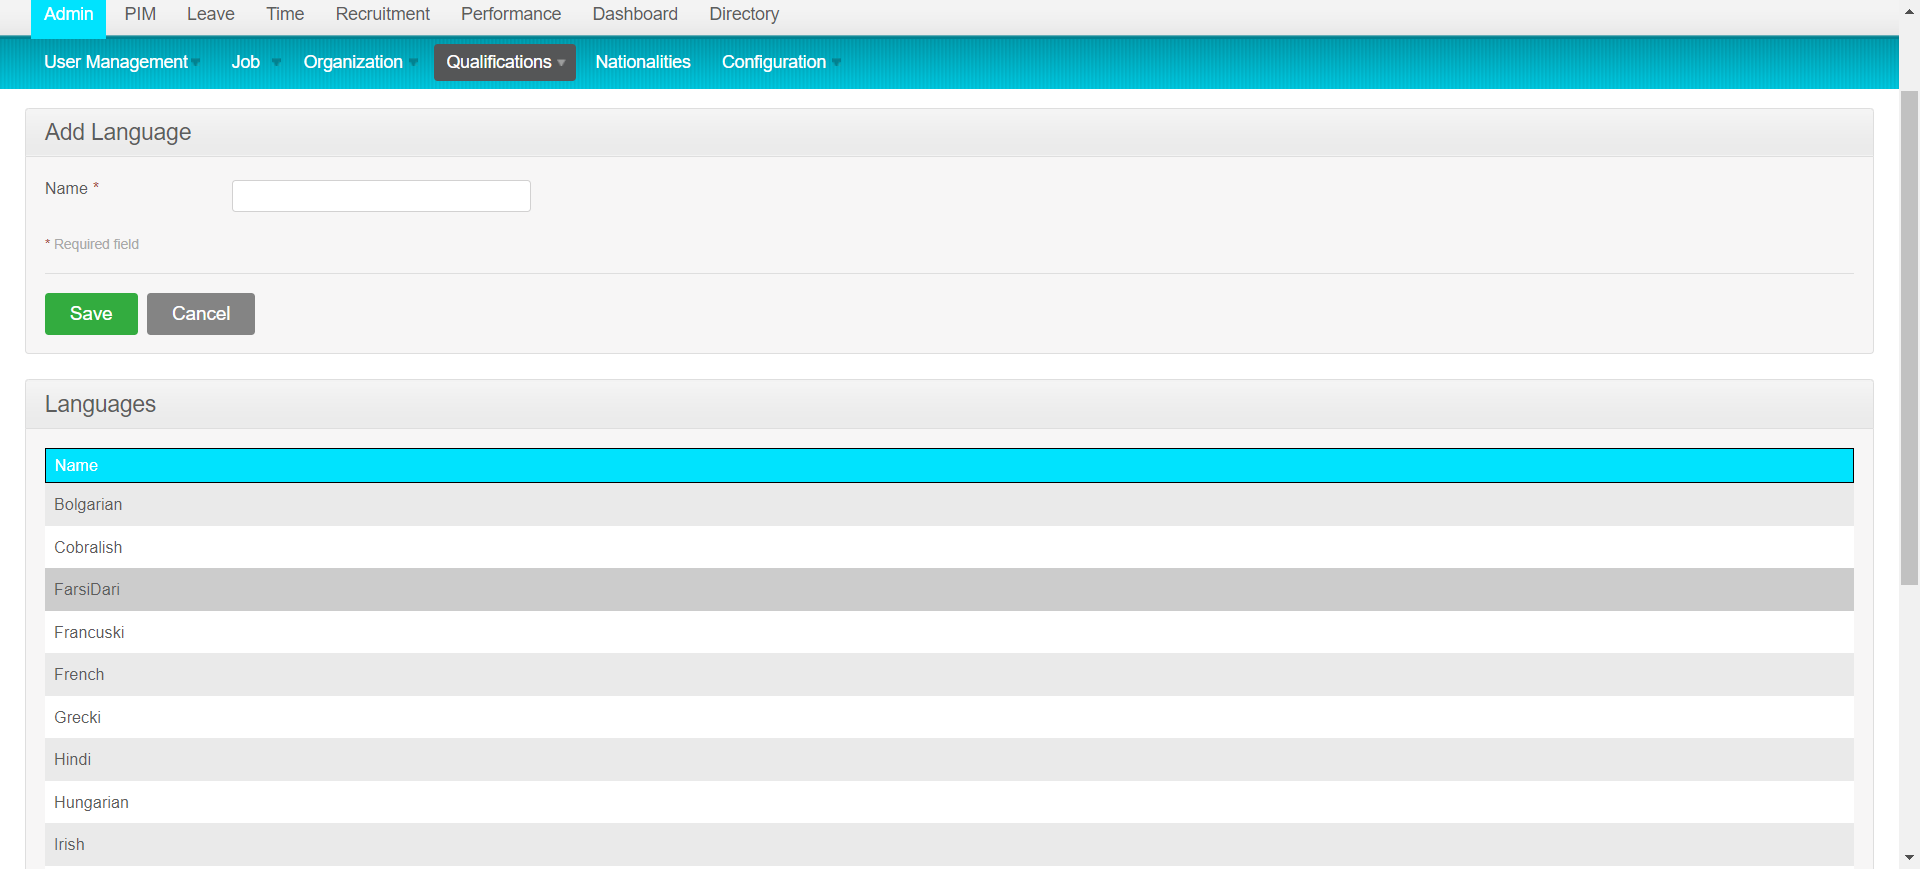 Admin PIM Leave Time Recruitment Performance Dashboard Directory
User Management Job Organization Qualifications Nationalities Configuration
Add Language
Name *
* Required field
Save Cancel
Languages
Name
Bolgarian
Cobralish
FarsiDari
Francuski
French
Grecki
Hindi
Hungarian
Irish